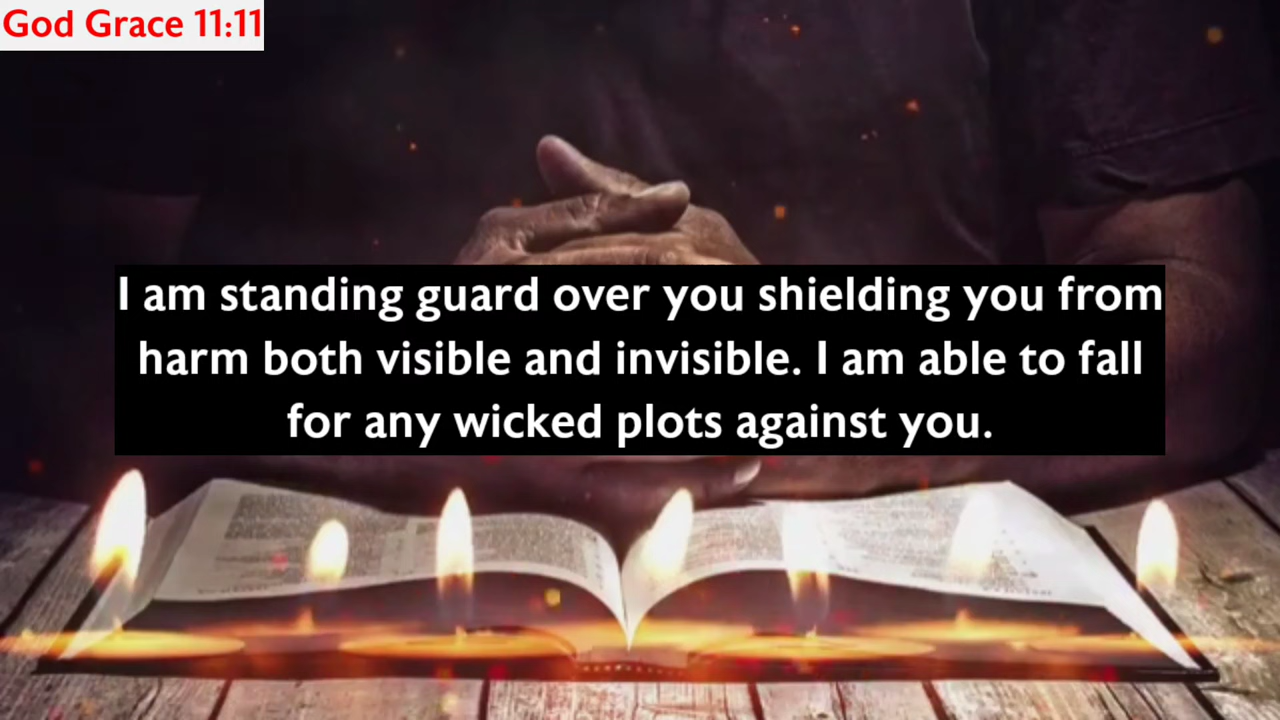 God Grace 11:11
I am standing guard over you shielding you from
harm both visible and invisible. I am able to fall
for any wicked plots against you.